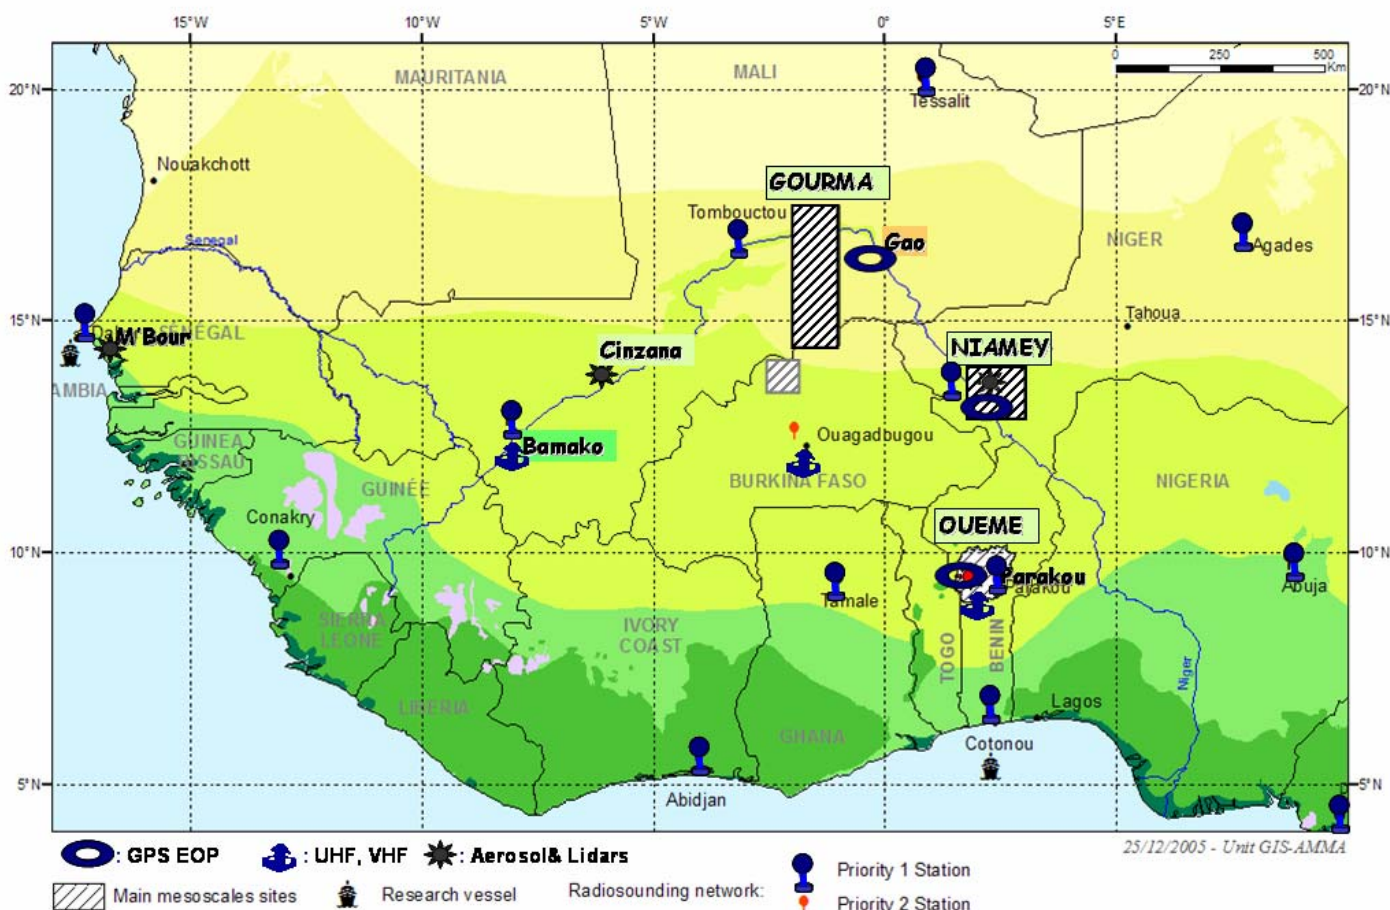 15°W 10°W 5°W 0° 5°E
0 250 500
Km
MAURITANIA
MALI
20°N 20°N
Tessalit
Nouakchott
GOURMA
Tombouctou
Senegal
Gao
NIGER
Agades
15°N 15°N
Tahoua
M'Bour
SÉNÉGAL
Cinzana
NIAMEY
AMBIA
GUINEA
BISSAU
Bamako
Ouagadbugou
GUINÉE
BURKINA FASO
NIGERIA
Conakry
OUEME
10°N 10°N
Parakou
Parakou
Tamale
Abuja
SIERRA
LEONE
IVORY
COAST
TOGO
BENIN
Niger
LIBERIA
Lagos
GHANA
Cotonou
5°N 5°N
Abidjan
25/12/2005 - Unit GIS-AMMA
: GPS EOP : UHF, VHF : Aerosol& Lidars
Main mesoscales sites Research vessel Radiosounding network: Priority 1 Station
Priority 2 Station